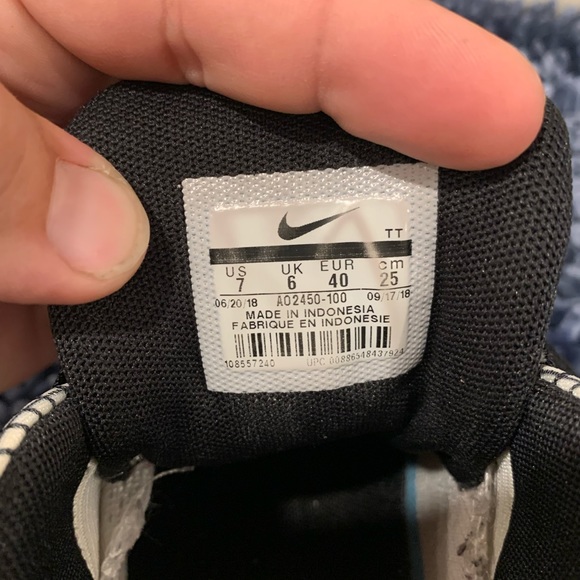 TT
US UK EUR cm
7 6 40 25
06/20/18 AO2450-100 09/17/18
MADE IN INDONESIA
FABRIQUE EN INDONESIE
108557240 UPC